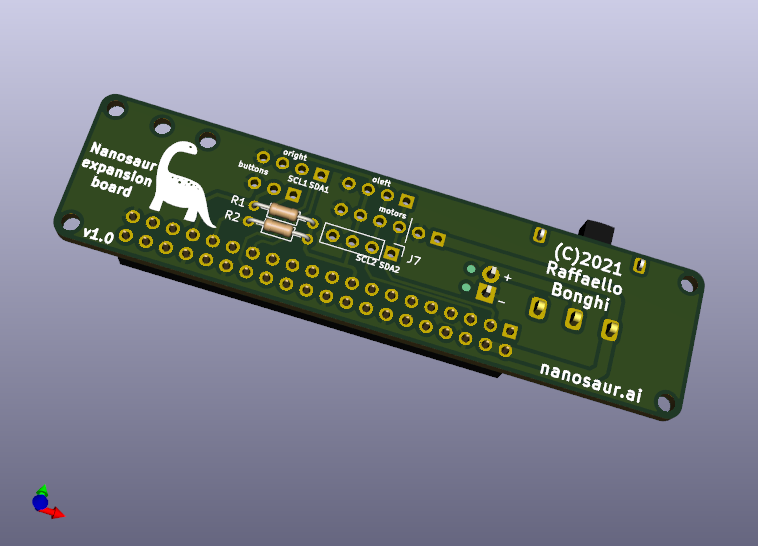 Nanosaur
expansion
board
v1.0
oright
buttons
SCL1 SDA1
oleft
motors
R1
R2
SCL2 SDA2
J7
+
-
(C)2021
Raffaello
Bonghi
nanosaur.ai